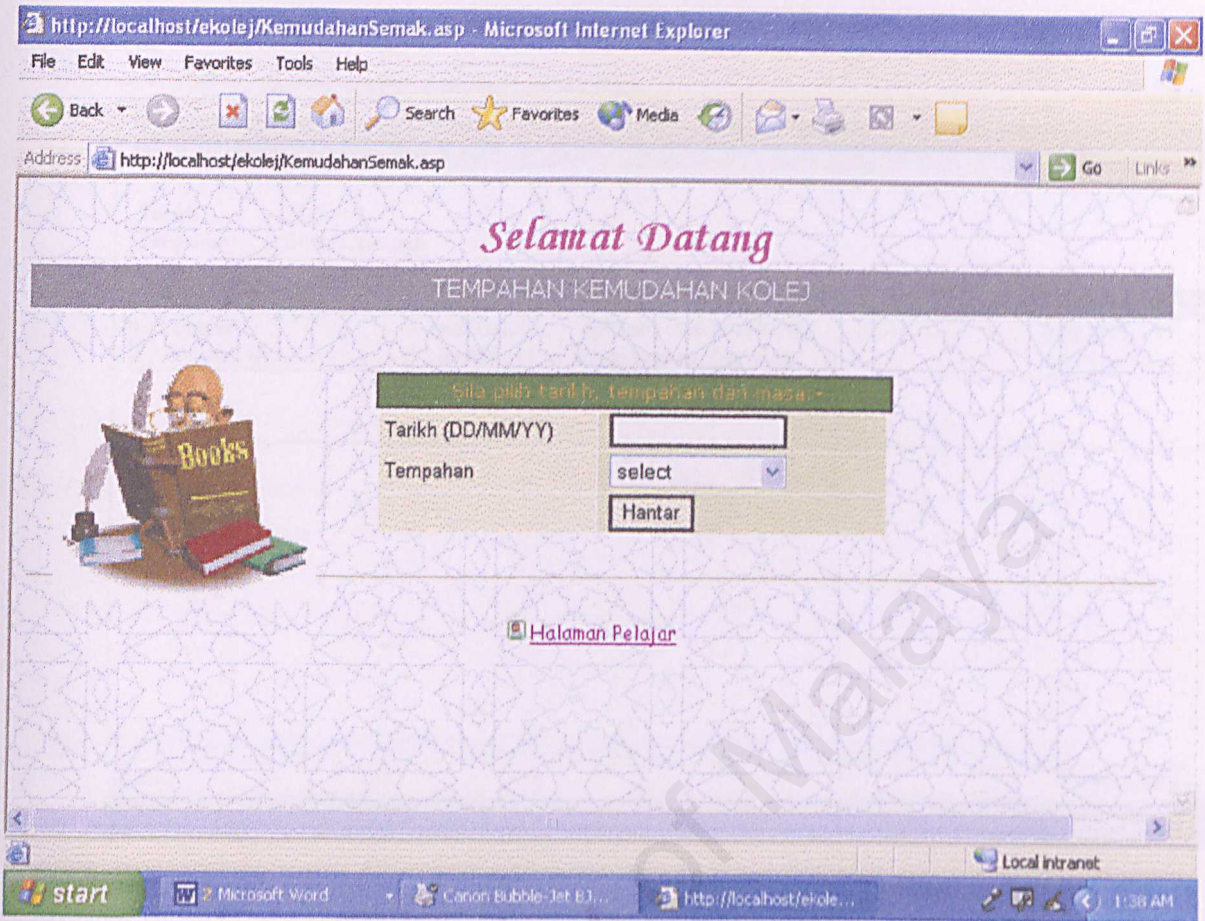 http://localhost/ekolej/KemudahanSemak.asp - Microsoft Internet Explorer
File Edit View Favorites Tools Help
Back Search Favorites Media
Address http://localhost/ekolej/KemudahanSemak.asp Go Links »
Selamat Datang
TEMPAHAN KEMUDAHAN KOLEJ
Books
Sila pilih tarikh, tempahan dan masa:-
Tarikh (DD/MM/YY)
Tempahan select
Hantar
Halaman Pelajar
of Malaya
Local intranet
start 2 Microsoft Word Canon Bubble-Jet BJ... http://localhost/ekole... 1:38 AM